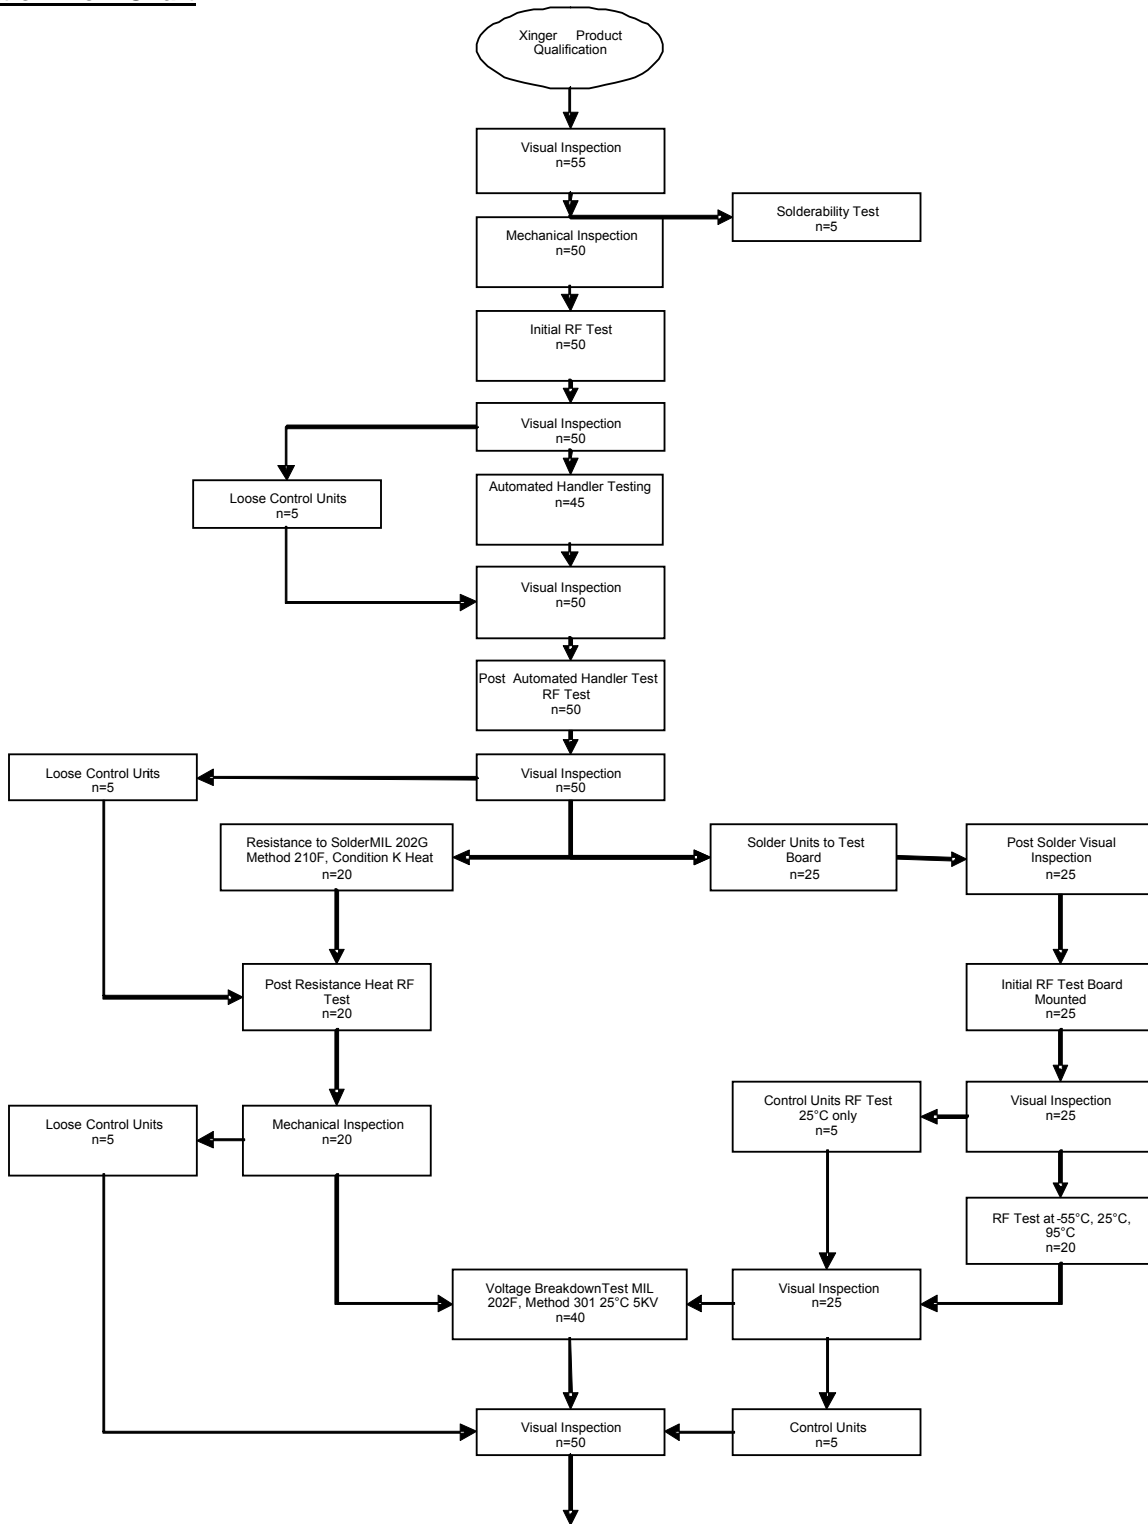 Xinger Product
Qualification
Visual Inspection
n=55
Solderability Test
n=5
Mechanical Inspection
n=50
Initial RF Test
n=50
Visual Inspection
n=50
Loose Control Units
n=5
Automated Handler Testing
n=45
Visual Inspection
n=50
Post Automated Handler Test
RF Test
n=50
Visual Inspection
n=50
Loose Control Units
n=5
Resistance to SolderMIL 202G
Method 210F, Condition K Heat
n=20
Solder Units to Test
Board
n=25
Post Solder Visual
Inspection
n=25
Post Resistance Heat RF
Test
n=20
Initial RF Test Board
Mounted
n=25
Loose Control Units
n=5
Mechanical Inspection
n=20
Control Units RF Test
25°C only
n=5
Visual Inspection
n=25
RF Test at -55°C, 25°C,
95°C
n=20
Voltage BreakdownTest MIL
202F, Method 301 25°C 5KV
n=40
Visual Inspection
n=25
Visual Inspection
n=50
Control Units
n=5